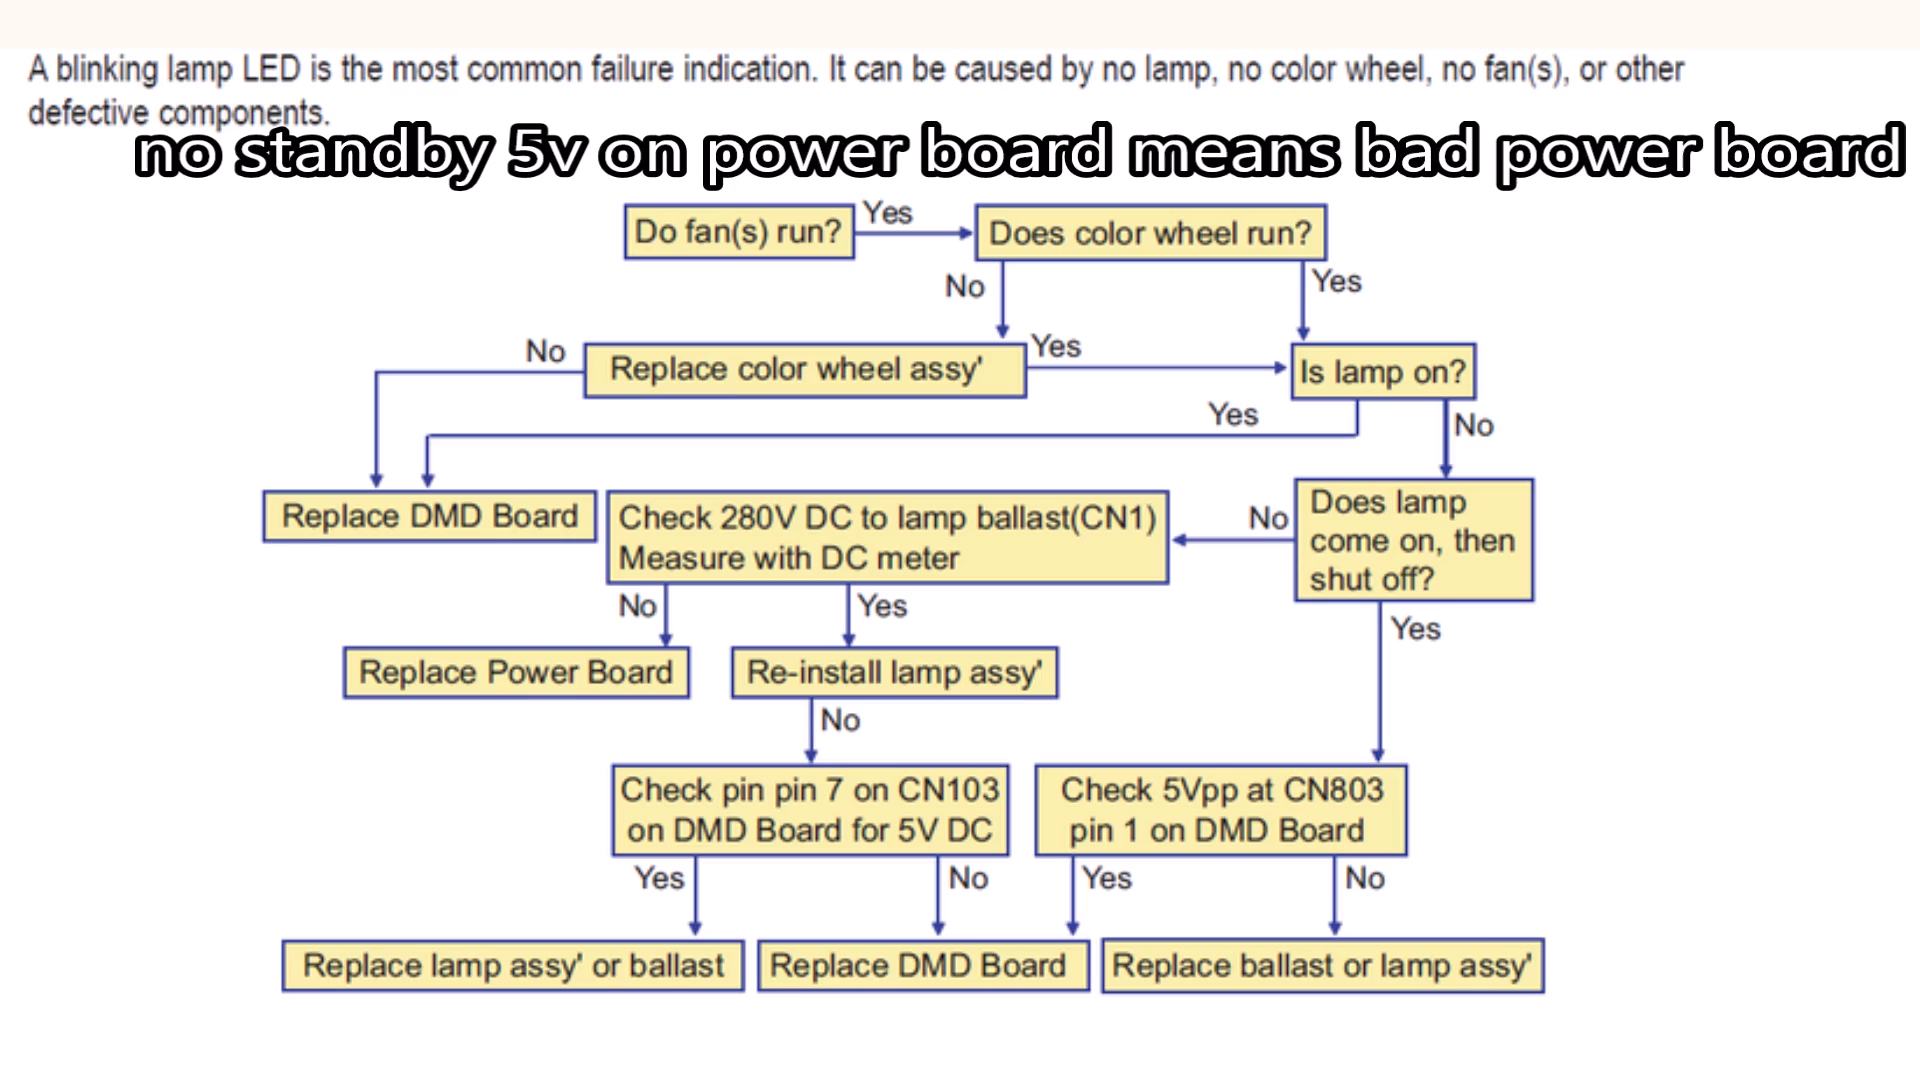 A blinking lamp LED is the most common failure indication. It can be caused by no lamp, no color wheel, no fan(s), or other
defective components.
no standby 5v on power board means bad power board
Do fan(s) run?
Yes
Does color wheel run?
No
Yes
No
Replace color wheel assy'
Yes
Is lamp on?
Yes
No
Replace DMD Board
Check 280V DC to lamp ballast(CN1)
Measure with DC meter
No
Does lamp
come on, then
shut off?
No
Yes
Yes
Replace Power Board
Re-install lamp assy'
No
Check pin pin 7 on CN103
on DMD Board for 5V DC
Check 5Vpp at CN803
pin 1 on DMD Board
Yes
No
Yes
No
Replace lamp assy' or ballast
Replace DMD Board
Replace ballast or lamp assy'